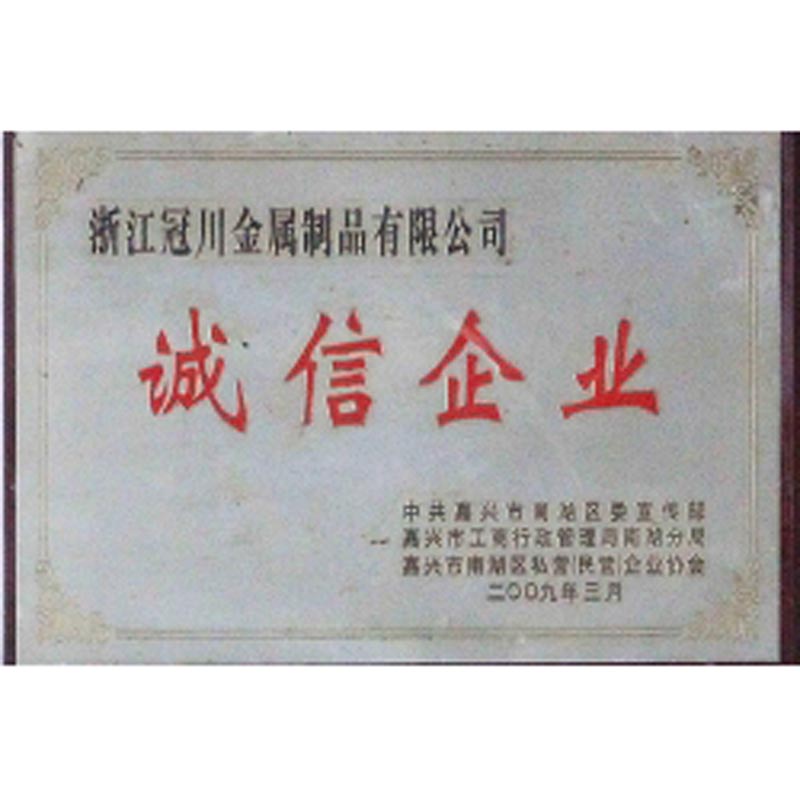 浙江冠川金属制品有限公司
诚信企业
中共嘉兴市南湖区委宣传部
嘉兴市工商行政管理局南湖分局
嘉兴市南湖区私营(民营)企业协会
二〇〇九年三月